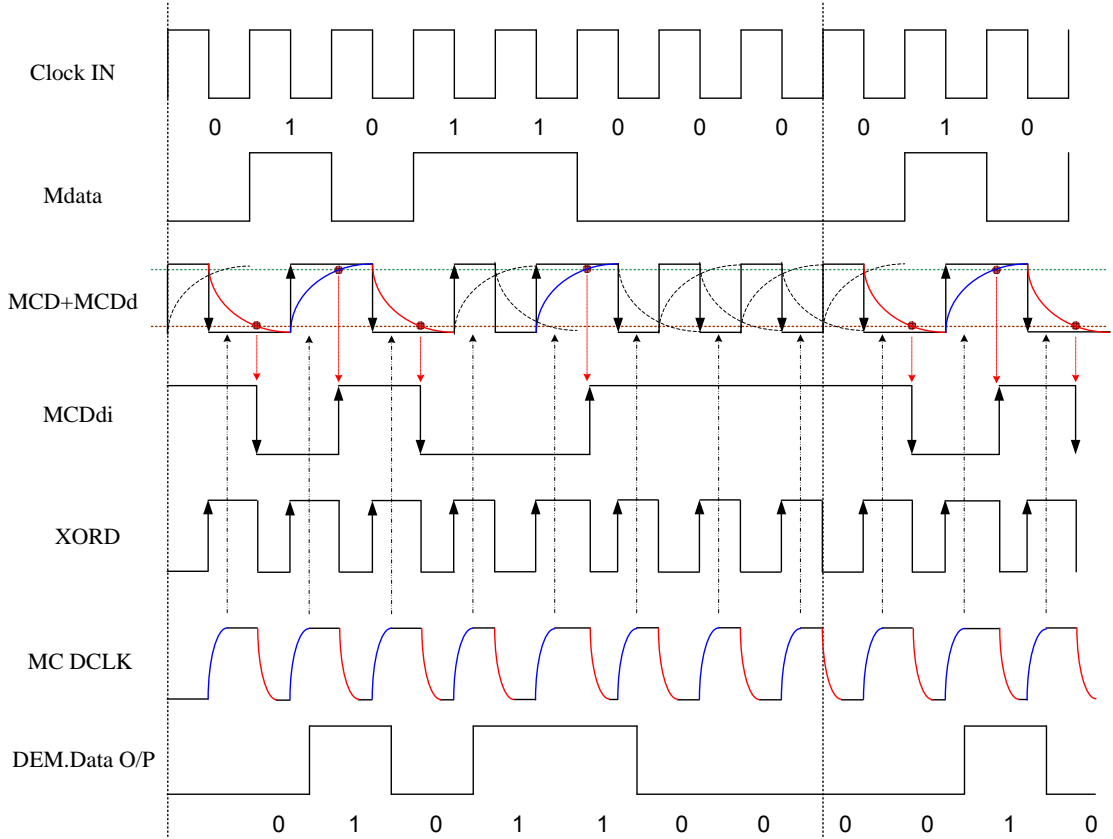 Clock IN
0 1 0 1 1 0 0 0 0 1 0
Mdata
MCD+MCDd
MCDdi
XORD
MC DCLK
DEM.Data O/P
0 1 0 1 1 0 0 0 0 1 0